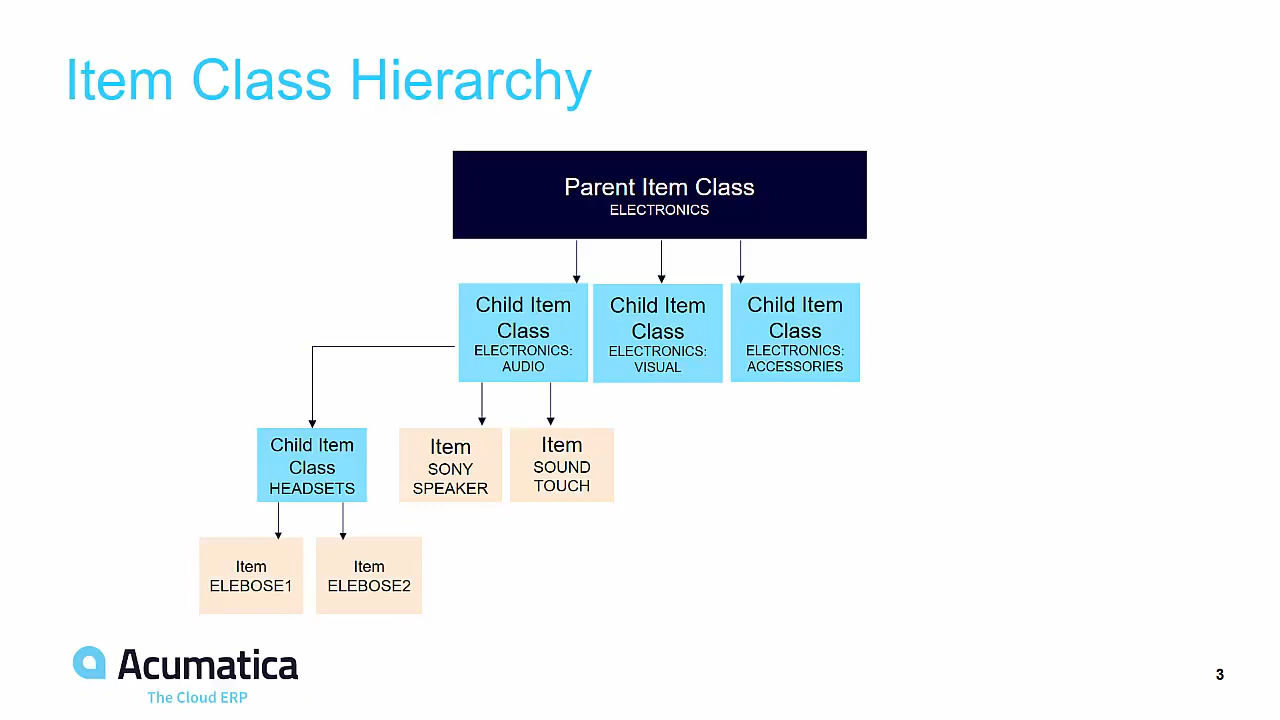 Item Class Hierarchy
Parent Item Class
ELECTRONICS
Child Item
Class
ELECTRONICS:
AUDIO
Child Item
Class
ELECTRONICS:
VISUAL
Child Item
Class
ELECTRONICS:
ACCESSORIES
Child Item
Class
HEADSETS
Item
SONY
SPEAKER
Item
SOUND
TOUCH
Item
ELEBOSE1
Item
ELEBOSE2
Acumatica
The Cloud ERP
3